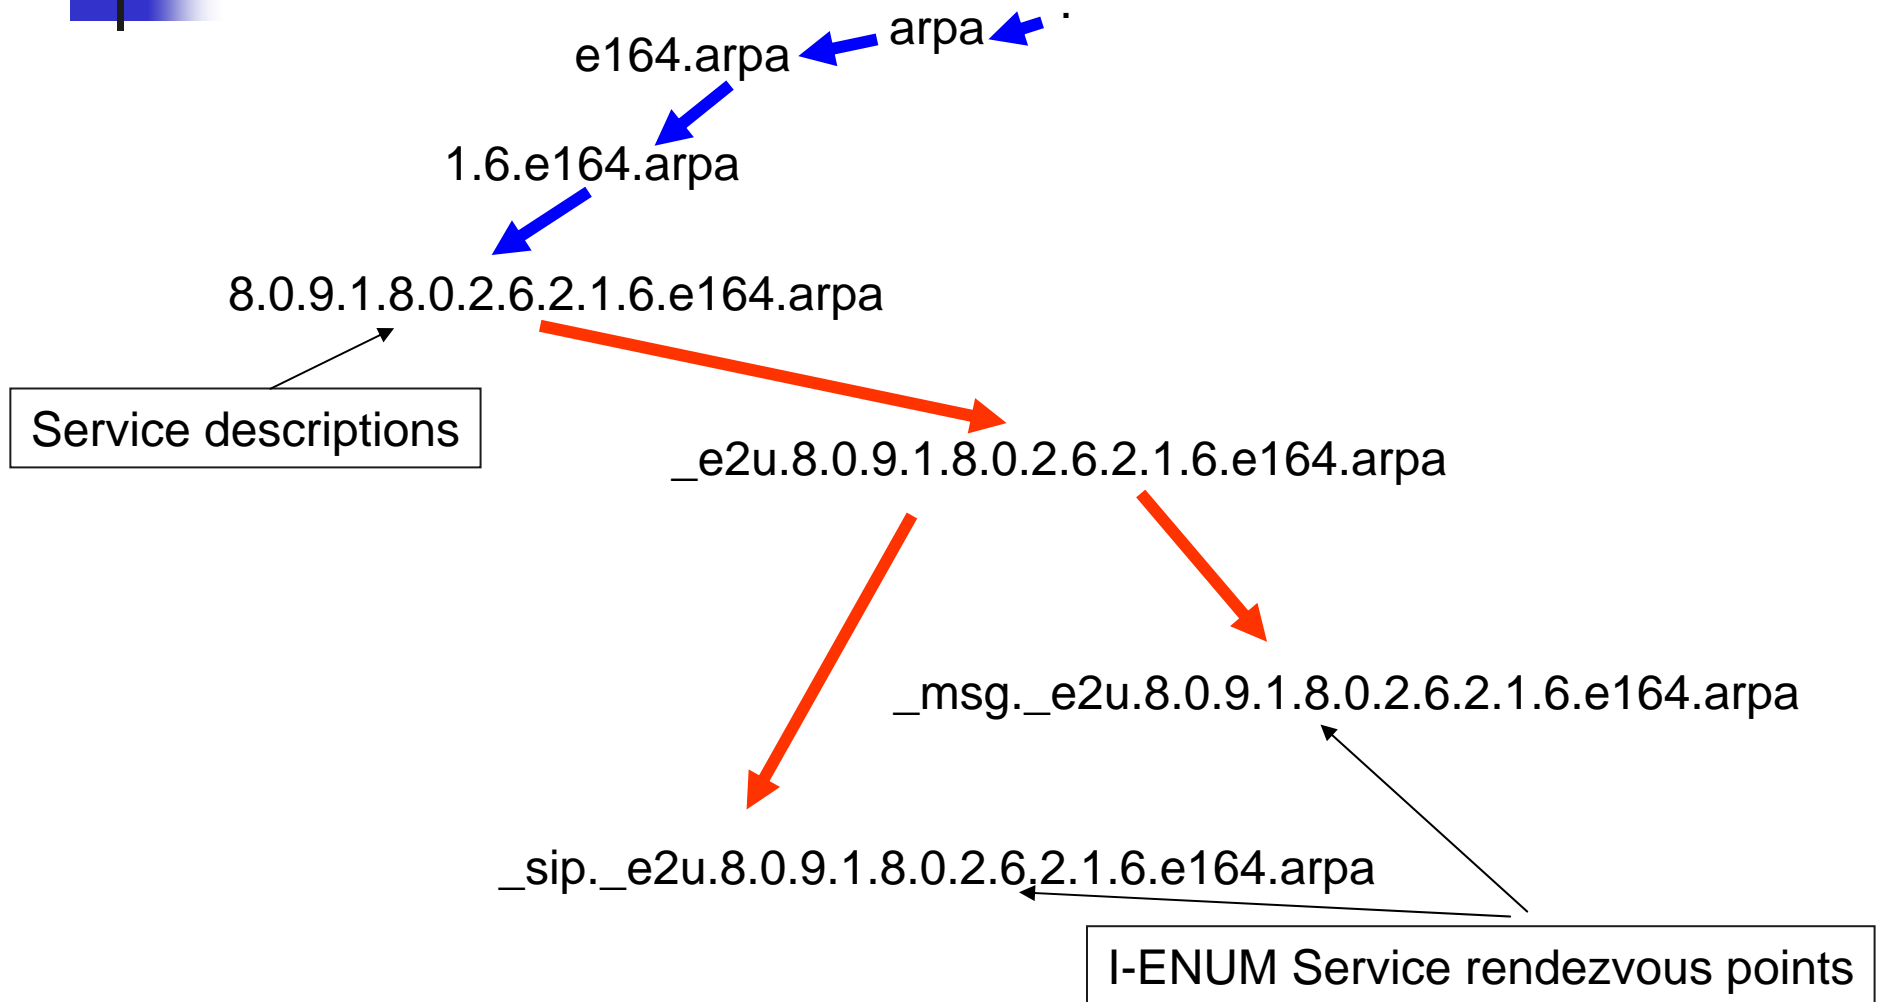 .
arpa
e164.arpa
1.6.e164.arpa
8.0.9.1.8.0.2.6.2.1.6.e164.arpa
Service descriptions
_e2u.8.0.9.1.8.0.2.6.2.1.6.e164.arpa
_msg._e2u.8.0.9.1.8.0.2.6.2.1.6.e164.arpa
_sip._e2u.8.0.9.1.8.0.2.6.2.1.6.e164.arpa
I-ENUM Service rendezvous points